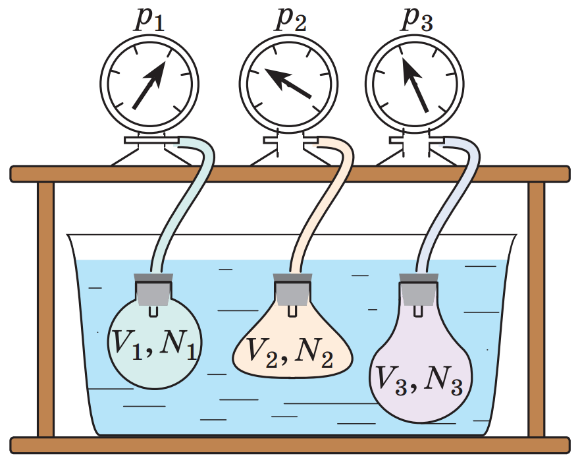 p₁ p₂ p₃
V₁, N₁
V₂, N₂
V₃, N₃